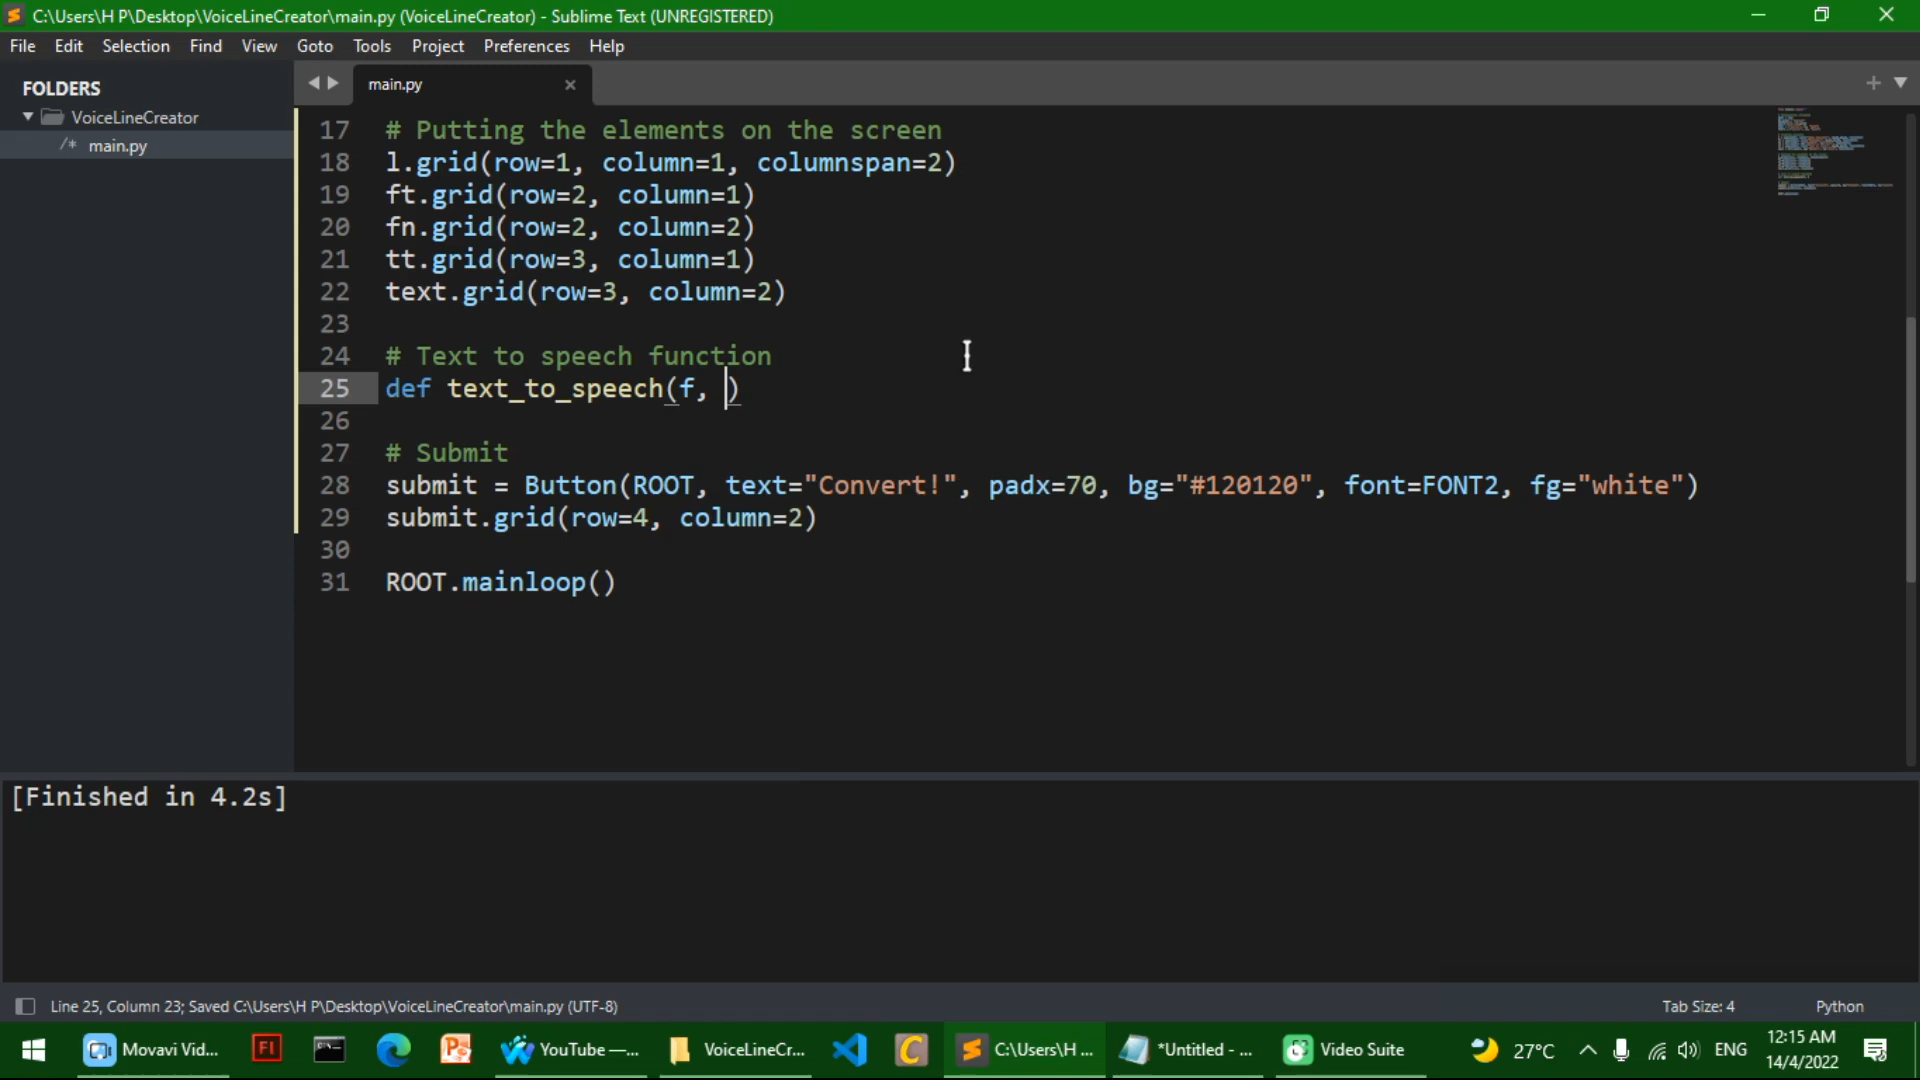 C:\Users\H P\Desktop\VoiceLineCreator\main.py (VoiceLineCreator) - Sublime Text (UNREGISTERED)
File Edit Selection Find View Goto Tools Project Preferences Help
FOLDERS
VoiceLineCreator
/* main.py
main.py
17 # Putting the elements on the screen
18 l.grid(row=1, column=1, columnspan=2)
19 ft.grid(row=2, column=1)
20 fn.grid(row=2, column=2)
21 tt.grid(row=3, column=1)
22 text.grid(row=3, column=2)
23
24 # Text to speech function
25 def text_to_speech(f, )
26
27 # Submit
28 submit = Button(ROOT, text="Convert!", padx=70, bg="#120120", font=FONT2, fg="white")
29 submit.grid(row=4, column=2)
30
31 ROOT.mainloop()
[Finished in 4.2s]
Line 25, Column 23; Saved C:\Users\H P\Desktop\VoiceLineCreator\main.py (UTF-8)
Tab Size: 4
Python
Movavi Vid...
YouTube —...
VoiceLineCr...
C:\Users\H ...
*Untitled - ...
Video Suite
27°C
ENG
12:15 AM
14/4/2022